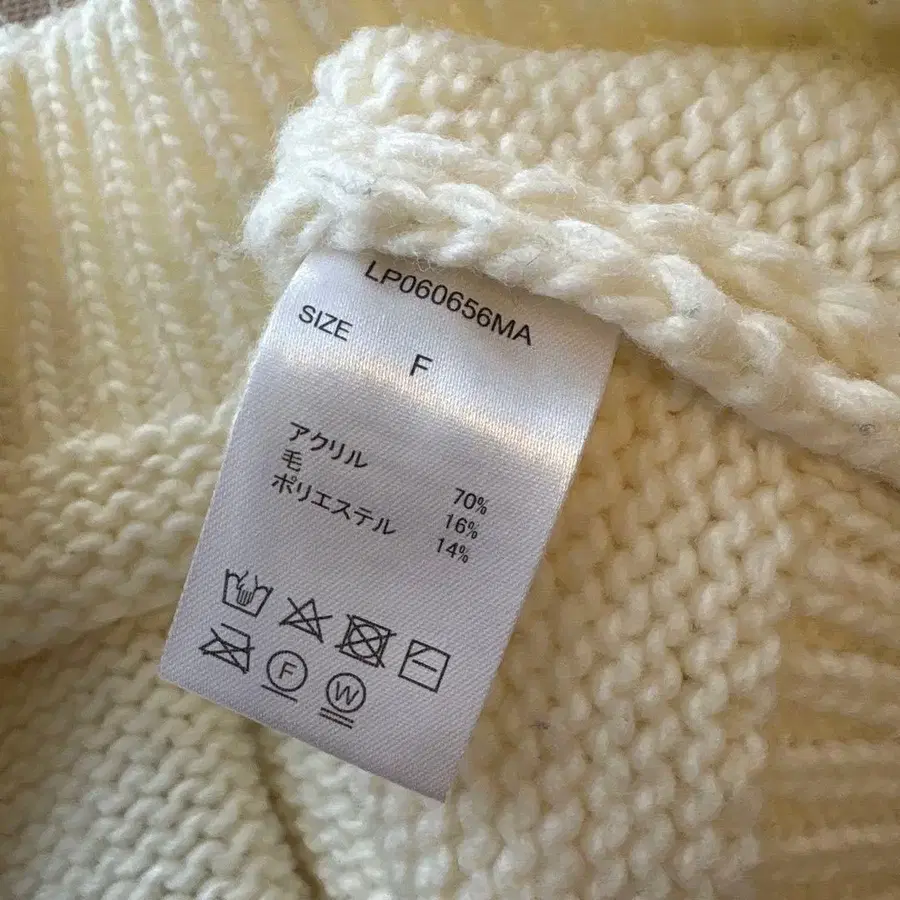 LP060656MA
SIZE F
アクリル 70%
毛 16%
ポリエステル 14%
F
W